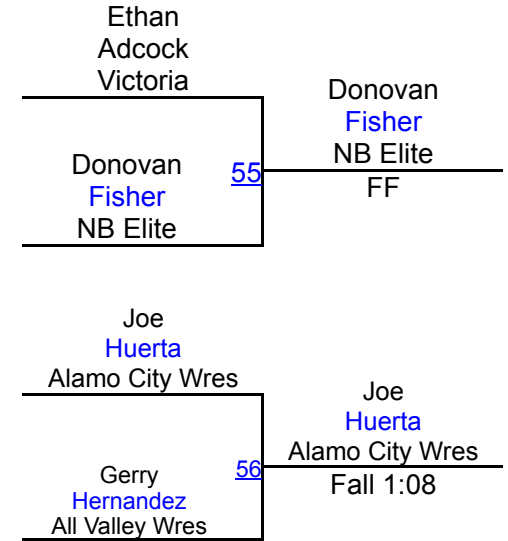 Ethan
Adcock
Victoria
Donovan
Fisher
NB Elite
55
Donovan
Fisher
NB Elite
FF
Joe
Huerta
Alamo City Wres
Gerry
Hernandez
All Valley Wres
56
Joe
Huerta
Alamo City Wres
Fall 1:08